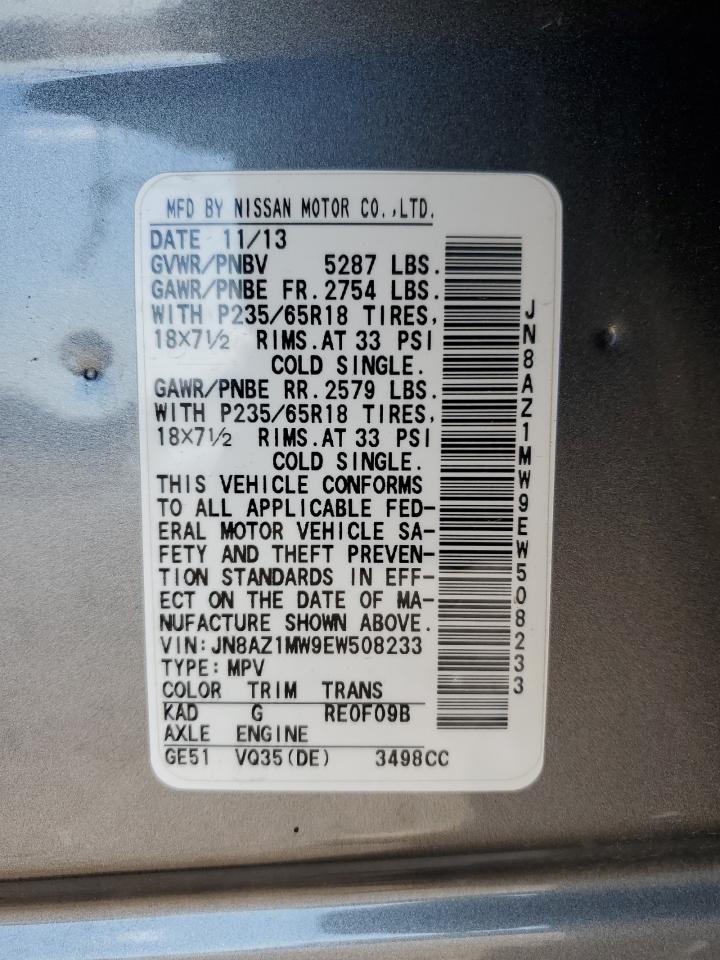 MFD BY NISSAN MOTOR CO.,LTD.
DATE 11/13
GVWR/PNBV 5287 LBS.
GAWR/PNBE FR. 2754 LBS.
WITH P235/65R18 TIRES,
18×7½ RIMS.AT 33 PSI
COLD SINGLE.
GAWR/PNBE RR. 2579 LBS.
WITH P235/65R18 TIRES,
18×7½ RIMS.AT 33 PSI
COLD SINGLE.
THIS VEHICLE CONFORMS
TO ALL APPLICABLE FED-
ERAL MOTOR VEHICLE SA-
FETY AND THEFT PREVEN-
TION STANDARDS IN EFF-
ECT ON THE DATE OF MA-
NUFACTURE SHOWN ABOVE.
VIN:JN8AZ1MW9EW508233
TYPE:MPV
COLOR TRIM TRANS
KAD G RE0F09B
AXLE ENGINE
GE51 VQ35(DE) 3498CC
JN8AZ1MW9EW508233